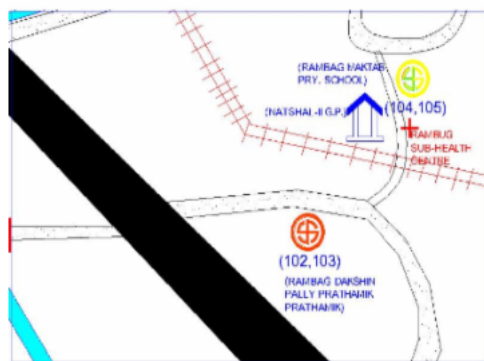 (RAMBAG MAKTAB
PRY. SCHOOL)
(NATSHAL-II G.P.)
(104,105)
RAMBUG
SUB-HEALTH
CENTRE
(102,103)
(RAMBAG DAKSHIN
PALLY PRATHAMIK
PRATHAMIK)